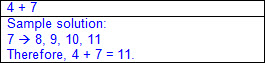 4 + 7
Sample solution:
7 → 8, 9, 10, 11
Therefore, 4 + 7 = 11.